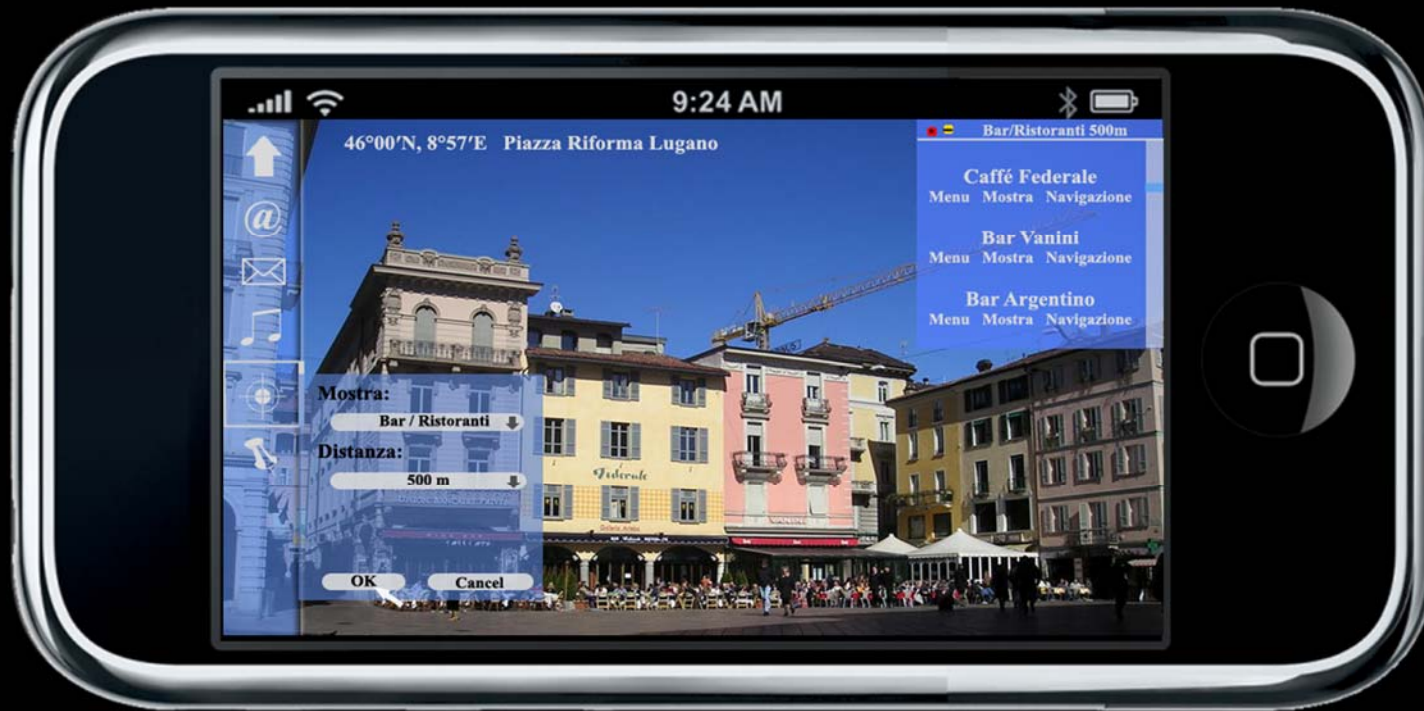 9:24 AM
46°00′N, 8°57′E Piazza Riforma Lugano
Bar/Ristoranti 500m
Caffé Federale
Menu Mostra Navigazione
Bar Vanini
Menu Mostra Navigazione
Bar Argentino
Menu Mostra Navigazione
Mostra:
Bar / Ristoranti
Distanza:
500 m
OK Cancel
Federale